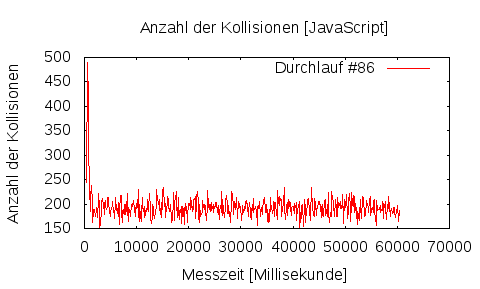 Anzahl der Kollisionen [JavaScript]
Durchlauf #86
Anzahl der Kollisionen
500
450
400
350
300
250
200
150
0 10000 20000 30000 40000 50000 60000 70000
Messzeit [Millisekunde]